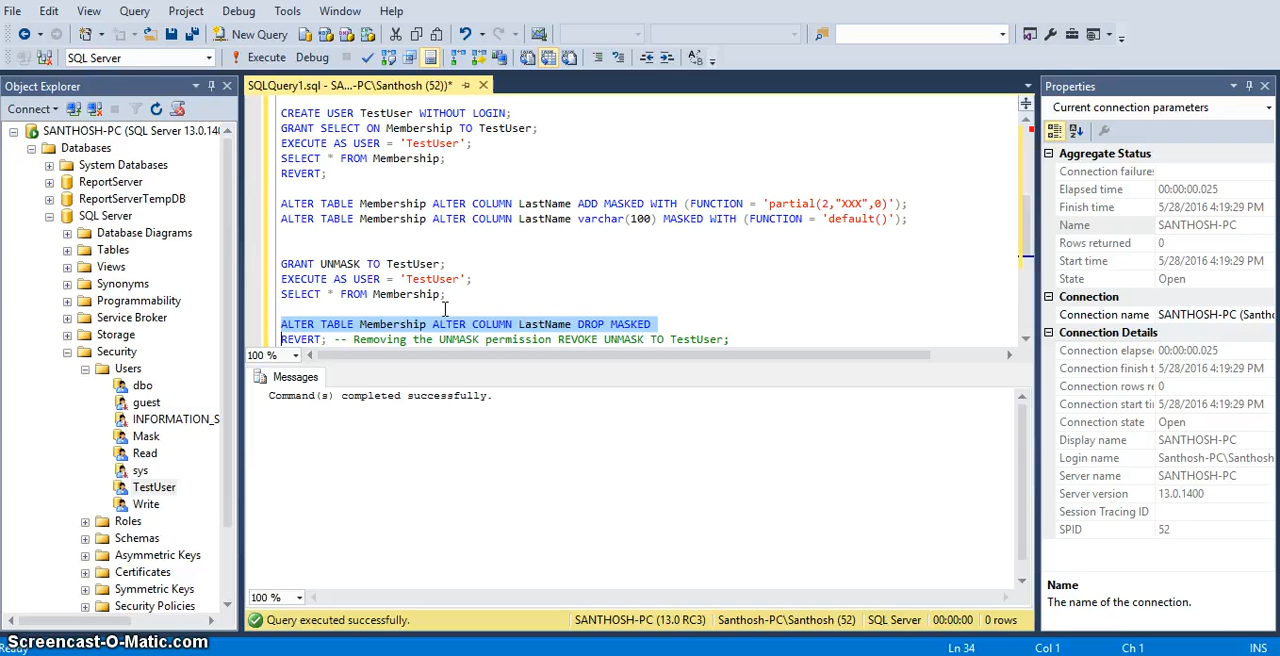 File Edit View Query Project Debug Tools Window Help
New Query
SQL Server Execute Debug
Object Explorer
Connect
SANTHOSH-PC (SQL Server 13.0.140
Databases
System Databases
ReportServer
ReportServerTempDB
SQL Server
Database Diagrams
Tables
Views
Synonyms
Programmability
Service Broker
Storage
Security
Users
dbo
guest
INFORMATION_S
Mask
Read
sys
TestUser
Write
Roles
Schemas
Asymmetric Keys
Certificates
Symmetric Keys
Security Policies
SQLQuery1.sql - SA...-PC\Santhosh (52))*
CREATE USER TestUser WITHOUT LOGIN;
GRANT SELECT ON Membership TO TestUser;
EXECUTE AS USER = 'TestUser';
SELECT * FROM Membership;
REVERT;
ALTER TABLE Membership ALTER COLUMN LastName ADD MASKED WITH (FUNCTION = 'partial(2,"XXX",0)');
ALTER TABLE Membership ALTER COLUMN LastName varchar(100) MASKED WITH (FUNCTION = 'default()');
GRANT UNMASK TO TestUser;
EXECUTE AS USER = 'TestUser';
SELECT * FROM Membership;
ALTER TABLE Membership ALTER COLUMN LastName DROP MASKED
REVERT; -- Removing the UNMASK permission REVOKE UNMASK TO TestUser;
100 %
Messages
Command(s) completed successfully.
100 %
Query executed successfully. SANTHOSH-PC (13.0 RC3) Santhosh-PC\Santhosh (52) SQL Server 00:00:00 0 rows
Properties
Current connection parameters
Aggregate Status
Connection failures
Elapsed time 00:00:00.025
Finish time 5/28/2016 4:19:29 PM
Name SANTHOSH-PC
Rows returned 0
Start time 5/28/2016 4:19:29 PM
State Open
Connection
Connection name SANTHOSH-PC (Santho
Connection Details
Connection elapse 00:00:00.025
Connection finish t 5/28/2016 4:19:29 PM
Connection rows re 0
Connection start ti 5/28/2016 4:19:29 PM
Connection state Open
Display name SANTHOSH-PC
Login name Santhosh-PC\Santhosh
Server name SANTHOSH-PC
Server version 13.0.1400
Session Tracing ID
SPID 52
Name
The name of the connection.
Screencast-O-Matic.com
Ready Ln 34 Col 1 Ch 1 INS